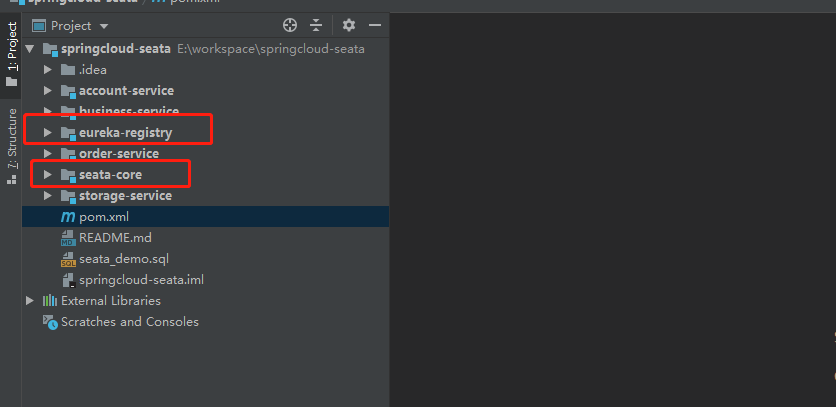 springcloud-seata pom.xml
1: Project
Project
springcloud-seata E:\workspace\springcloud-seata
.idea
account-service
business-service
eureka-registry
order-service
seata-core
storage-service
pom.xml
README.md
seata_demo.sql
springcloud-seata.iml
External Libraries
Scratches and Consoles
7: Structure